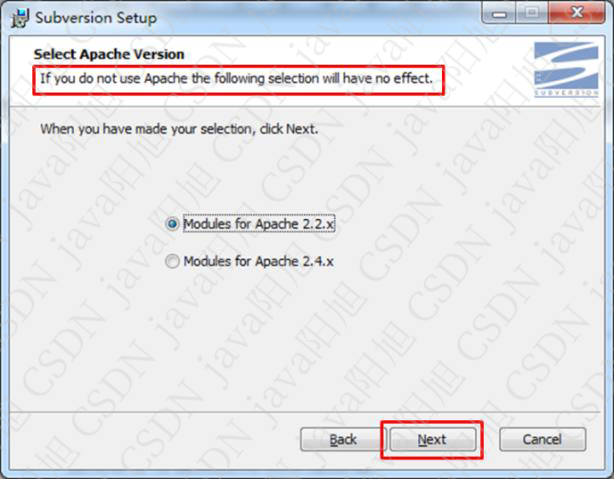 Subversion Setup
Select Apache Version
If you do not use Apache the following selection will have no effect.
SUBVERSION
When you have made your selection, click Next.
Modules for Apache 2.2.x
Modules for Apache 2.4.x
Back
Next
Cancel
CSDN java阳旭